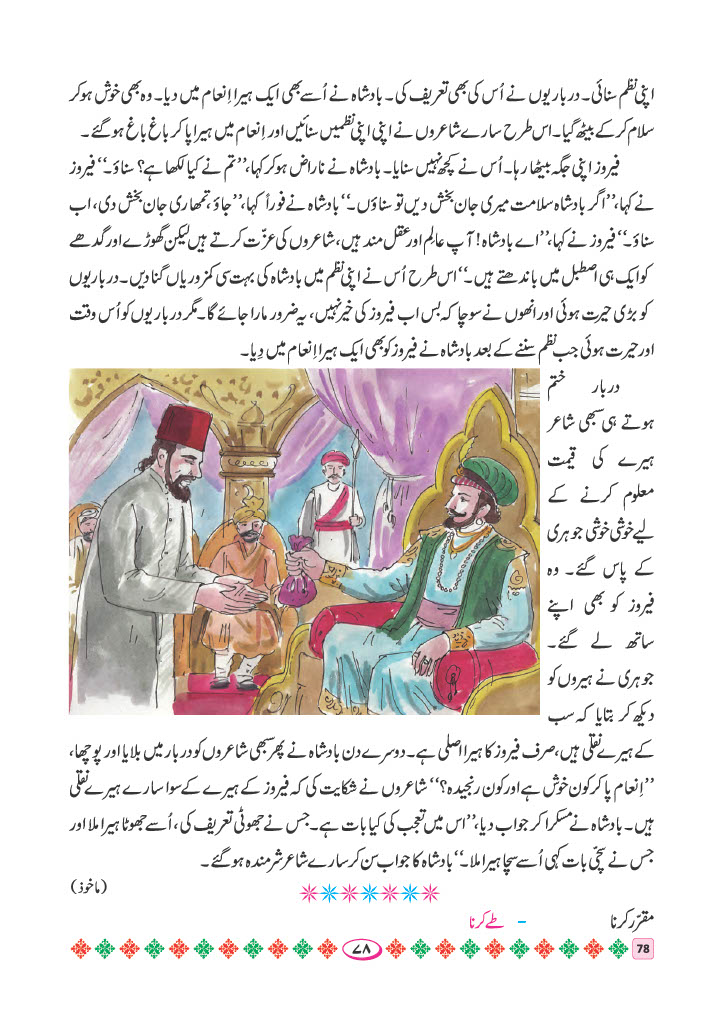 اپنی نظم سنائی۔ درباریوں نے اُس کی بھی تعریف کی۔ بادشاہ نے اُسے بھی ایک ہیرا اِنعام میں دیا۔ وہ بھی خوش ہوکر
سلام کر کے بیٹھ گیا۔ اس طرح سارے شاعروں نے اپنی اپنی نظمیں سنائیں اور اِنعام میں ہیرا پا کر باغ باغ ہو گئے۔
فیروز اپنی جگہ بیٹھا رہا۔ اُس نے کچھ نہیں سنایا۔ بادشاہ نے ناراض ہوکر کہا، ”تم نے کیا لکھا ہے؟ سناؤ۔“ فیروز
نے کہا، ”اگر بادشاہ سلامت میری جان بخش دیں تو سناؤں۔“ بادشاہ نے فوراً کہا، ”جاؤ، تمھاری جان بخش دی، اب
سناؤ۔“ فیروز نے کہا، ”اے بادشاہ! آپ عالِم اور عقل مند ہیں، شاعروں کی عزّت کرتے ہیں لیکن گھوڑے اور گدھے
کو ایک ہی اصطبل میں باندھتے ہیں۔“ اس طرح اُس نے اپنی نظم میں بادشاہ کی بہت سی کمزوریاں گنا دیں۔ درباریوں
کو بڑی حیرت ہوئی اور انھوں نے سوچا کہ بس اب فیروز کی خیر نہیں، یہ ضرور مارا جائے گا۔ مگر درباریوں کو اُس وقت
اور حیرت ہوئی جب نظم سننے کے بعد بادشاہ نے فیروز کو بھی ایک ہیرا اِنعام میں دِیا۔
دربار ختم
ہوتے ہی سبھی شاعر
ہیرے کی قیمت
معلوم کرنے کے
لیے خوشی خوشی جوہری
کے پاس گئے۔ وہ
فیروز کو بھی اپنے
ساتھ لے گئے۔
جوہری نے ہیروں کو
دیکھ کر بتایا کہ سب
کے ہیرے نقلی ہیں، صرف فیروز کا ہیرا اصلی ہے۔ دوسرے دن بادشاہ نے پھر سبھی شاعروں کو دربار میں بلایا اور پوچھا،
”اِنعام پا کر کون خوش ہے اور کون رنجیدہ؟“ شاعروں نے شکایت کی کہ فیروز کے ہیرے کے سوا سارے ہیرے نقلی
ہیں۔ بادشاہ نے مسکرا کر جواب دیا، ”اس میں تعجب کی کیا بات ہے۔ جس نے جھوٹی تعریف کی، اُسے جھوٹا ہیرا ملا اور
جس نے سچّی بات کہی اُسے سچا ہیرا ملا۔“ بادشاہ کا جواب سن کر سارے شاعر شرمندہ ہو گئے۔
(ماخوذ)
مقرّر کرنا - طے کرنا
۷۸
78